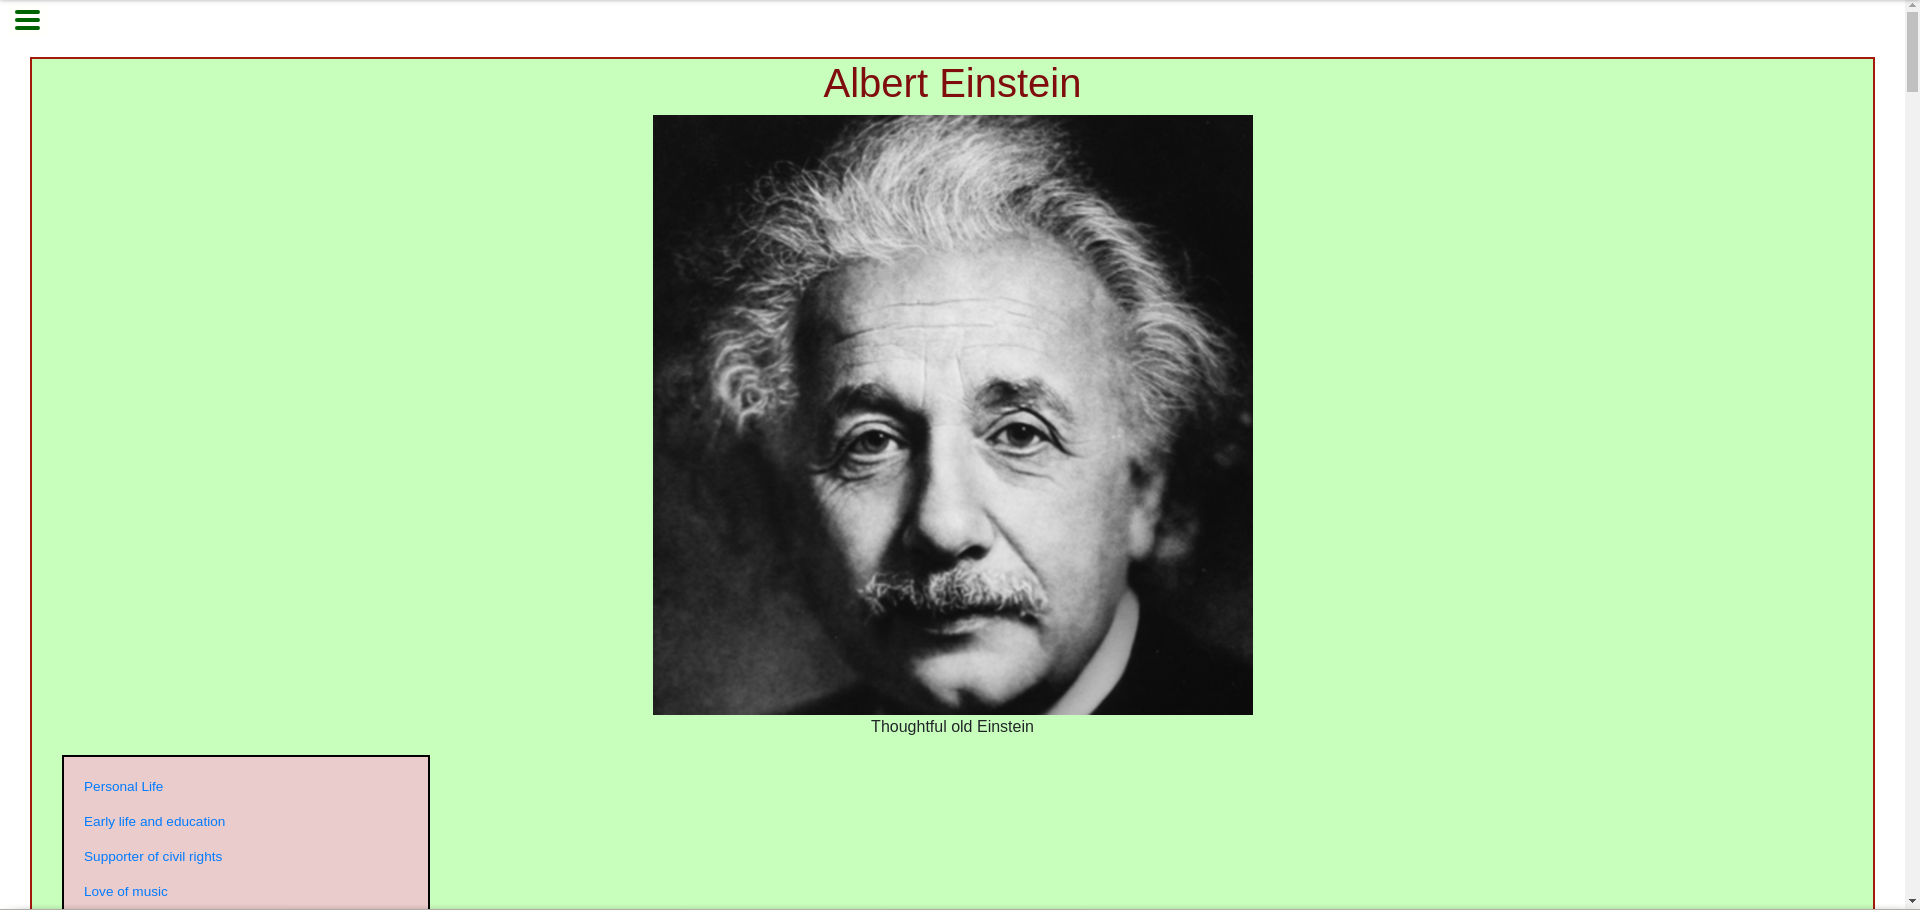 Albert Einstein
Thoughtful old Einstein
Personal Life
Early life and education
Supporter of civil rights
Love of music